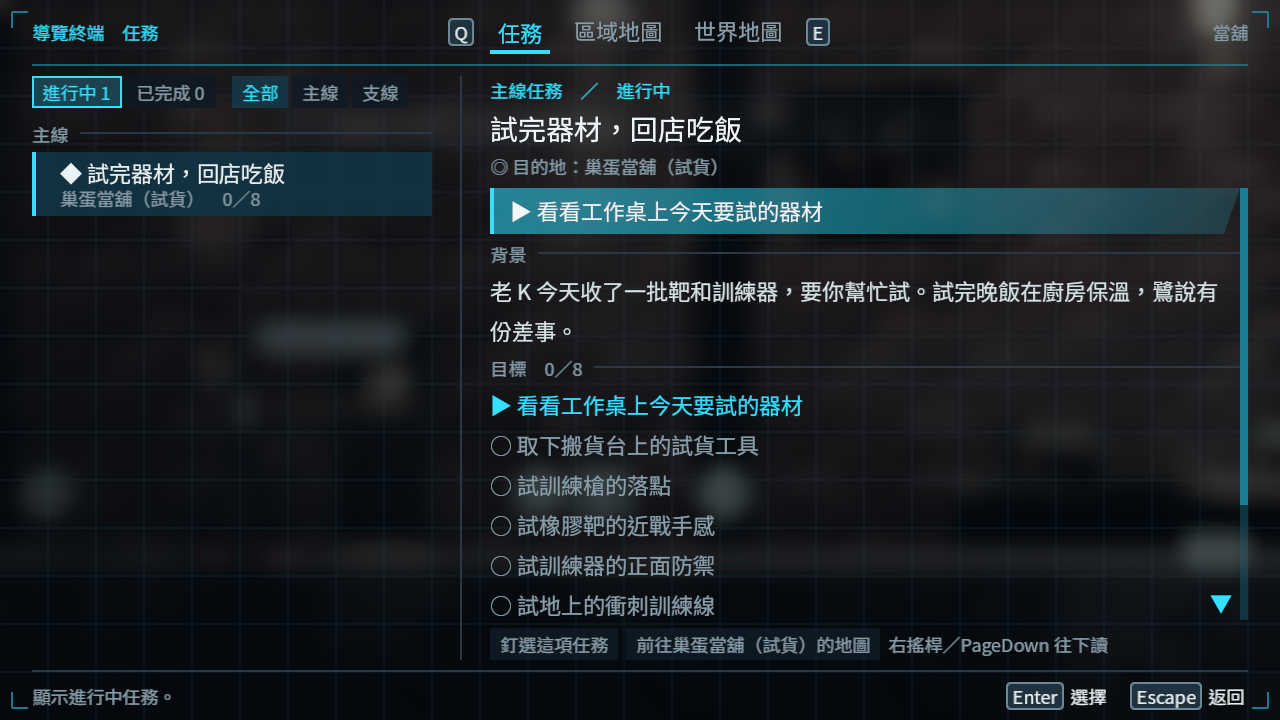 導覽終端 任務
Q 任務 區域地圖 世界地圖 E
當舖
進行中 1 已完成 0 全部 主線 支線
主線
◆ 試完器材，回店吃飯
巢蛋當舖（試貨） 0／8
主線任務 ／ 進行中
試完器材，回店吃飯
◎ 目的地：巢蛋當舖（試貨）
▶ 看看工作桌上今天要試的器材
背景
老 K 今天收了一批靶和訓練器，要你幫忙試。試完晚飯在廚房保溫，鷺說有
份差事。
目標 0／8
▶ 看看工作桌上今天要試的器材
○ 取下搬貨台上的試貨工具
○ 試訓練槍的落點
○ 試橡膠靶的近戰手感
○ 試訓練器的正面防禦
○ 試地上的衝刺訓練線
▼
釘選這項任務 前往巢蛋當舖（試貨）的地圖 右搖桿／PageDown 往下讀
顯示進行中任務。
Enter 選擇 Escape 返回